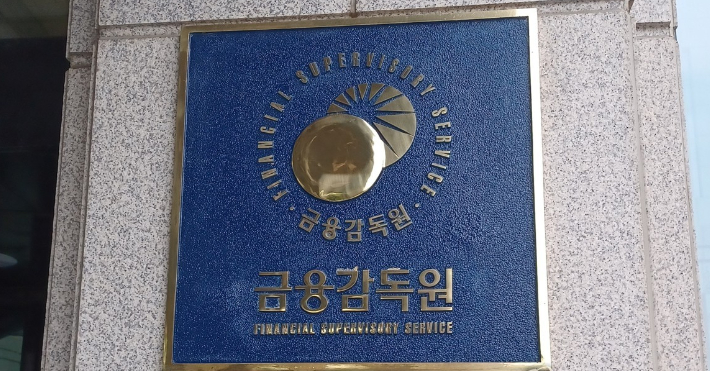 · FINANCIAL SUPERVISORY SERVICE ·
금융감독원
금융감독원
FINANCIAL SUPERVISORY SERVICE